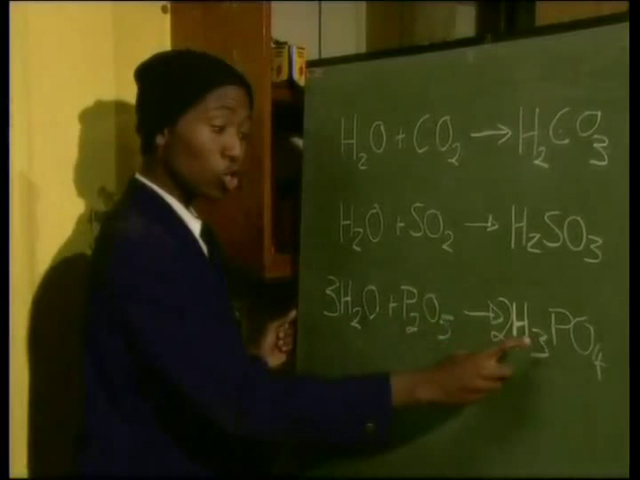 H₂O + CO₂ → H₂CO₃
H₂O + SO₂ → H₂SO₃
3H₂O + P₂O₅ → 2H₃PO₄